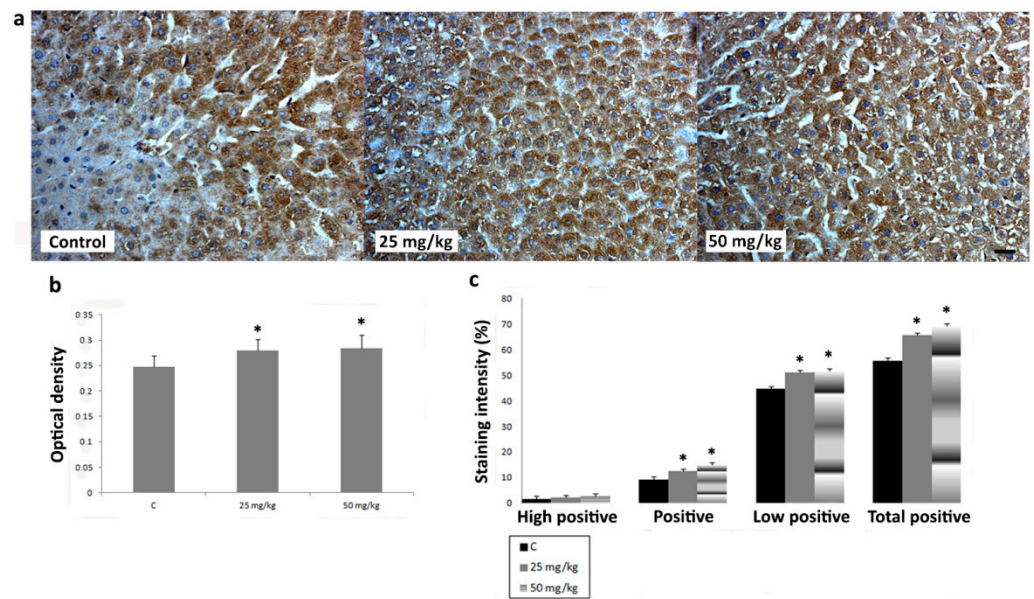 a
Control
25 mg/kg
50 mg/kg
b
Optical density
0.35
0.3
0.25
0.2
0.15
0.1
0.05
0
* *
C 25 mg/kg 50 mg/kg
c
Staining intensity (%)
80
70
60
50
40
30
20
10
0
* * * * * *
High positive Positive Low positive Total positive
C
25 mg/kg
50 mg/kg